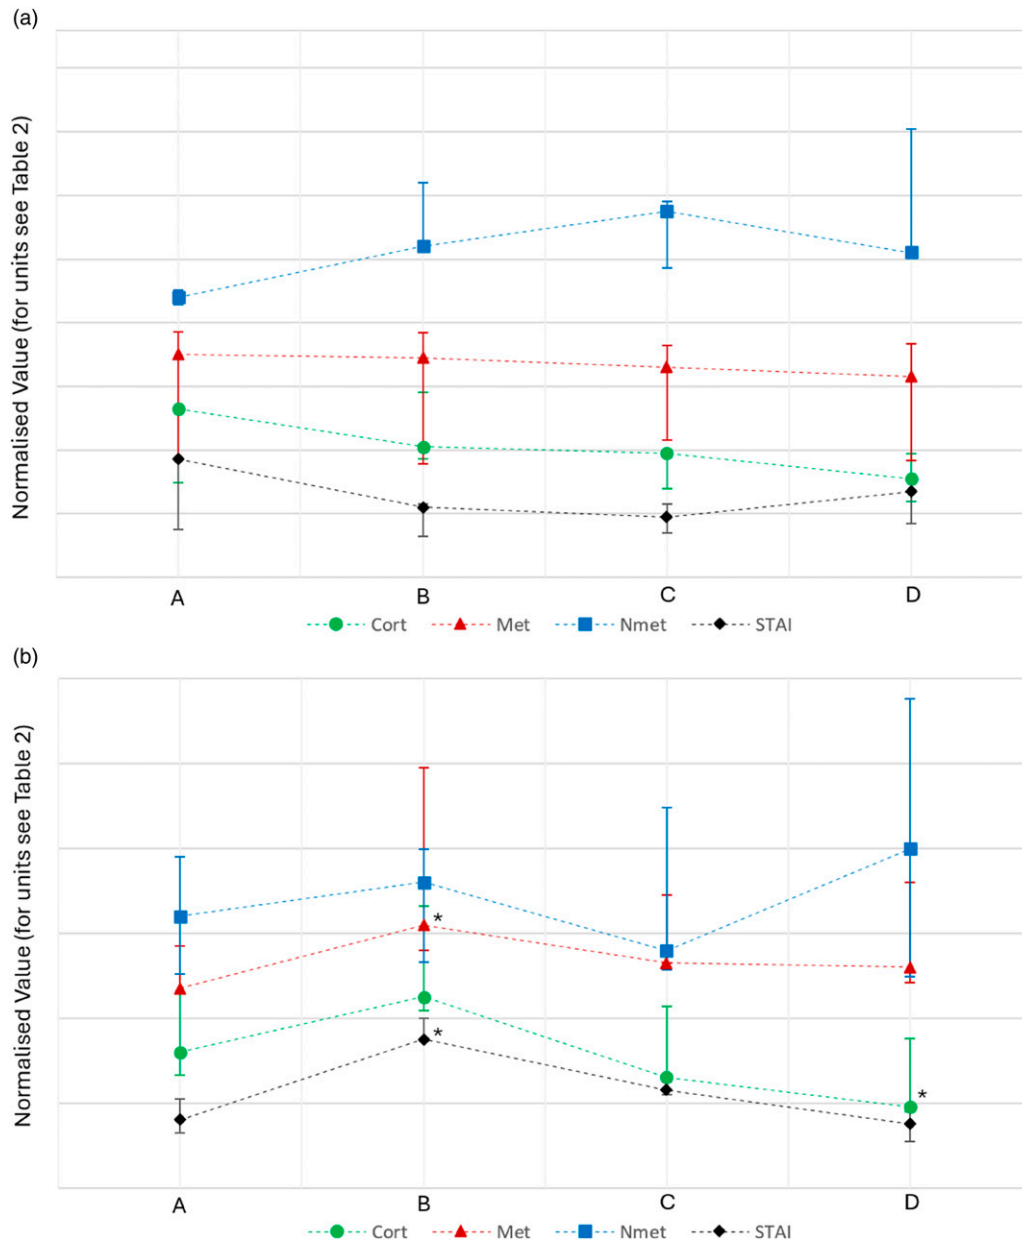 (a)
Normalised Value (for units see Table 2)
A B C D
Cort Met Nmet STAI
(b)
Normalised Value (for units see Table 2)
*
*
*
A B C D
Cort Met Nmet STAI